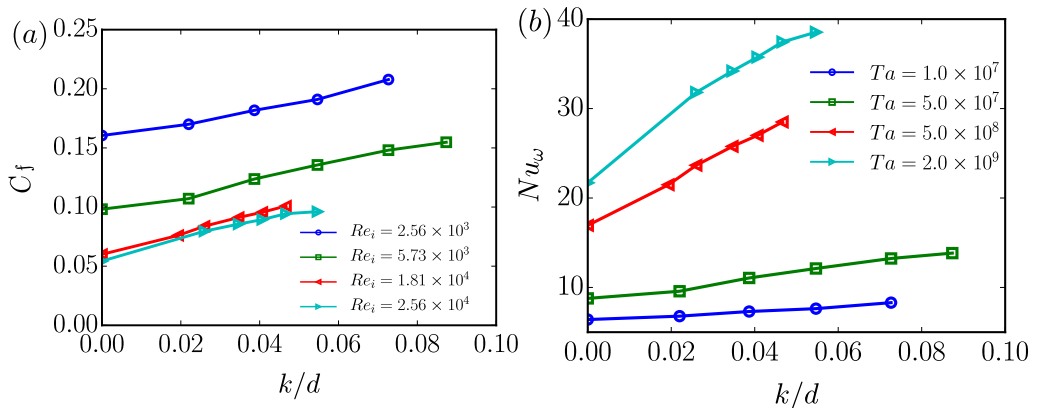 (a)
0.25
0.20
0.15
0.10
0.05
0.00
C_f
0.00 0.02 0.04 0.06 0.08 0.10
k/d
Re_i = 2.56 × 10^3
Re_i = 5.73 × 10^3
Re_i = 1.81 × 10^4
Re_i = 2.56 × 10^4
(b)
40
30
20
10
Nu_ω
0.00 0.02 0.04 0.06 0.08 0.10
k/d
Ta = 1.0 × 10^7
Ta = 5.0 × 10^7
Ta = 5.0 × 10^8
Ta = 2.0 × 10^9